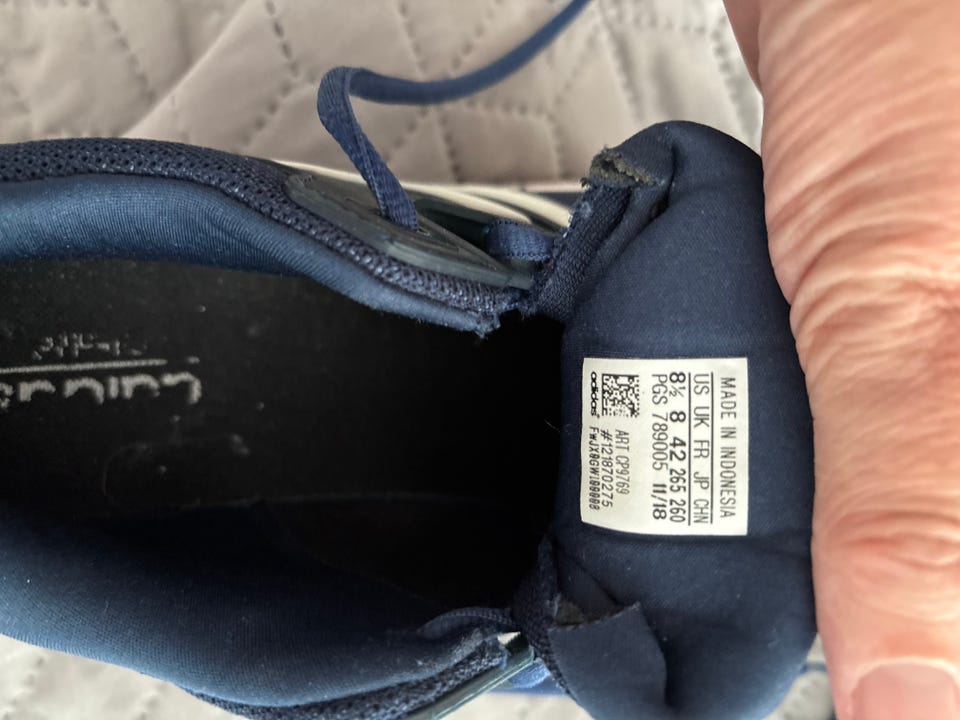 MADE IN INDONESIA
US UK FR JP CHN
8½ 8 42 265 260
PGS 789005 11/18
ART CP9769
#121870275
adidas